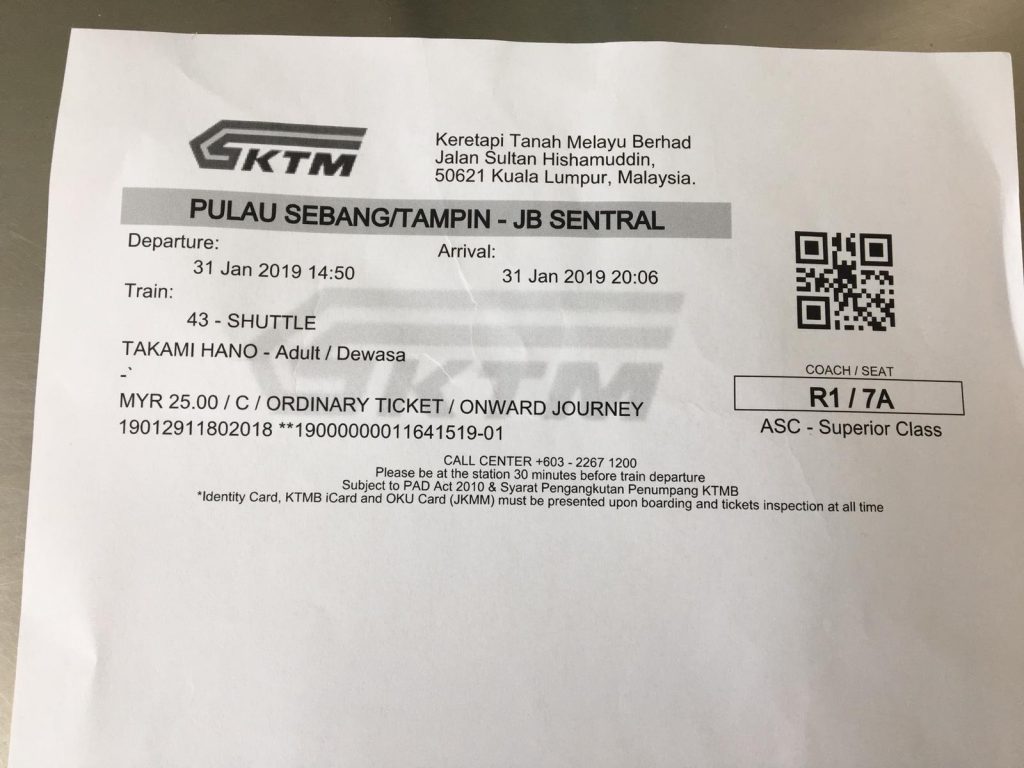 KTM
Keretapi Tanah Melayu Berhad
Jalan Sultan Hishamuddin,
50621 Kuala Lumpur, Malaysia.
PULAU SEBANG/TAMPIN - JB SENTRAL
Departure:
31 Jan 2019 14:50
Arrival:
31 Jan 2019 20:06
Train:
43 - SHUTTLE
KTM
TAKAMI HANO - Adult / Dewasa
-`
MYR 25.00 / C / ORDINARY TICKET / ONWARD JOURNEY
19012911802018 **19000000011641519-01
COACH / SEAT
R1 / 7A
ASC - Superior Class
CALL CENTER +603 - 2267 1200
Please be at the station 30 minutes before train departure
Subject to PAD Act 2010 & Syarat Pengangkutan Penumpang KTMB
*Identity Card, KTMB iCard and OKU Card (JKMM) must be presented upon boarding and tickets inspection at all time